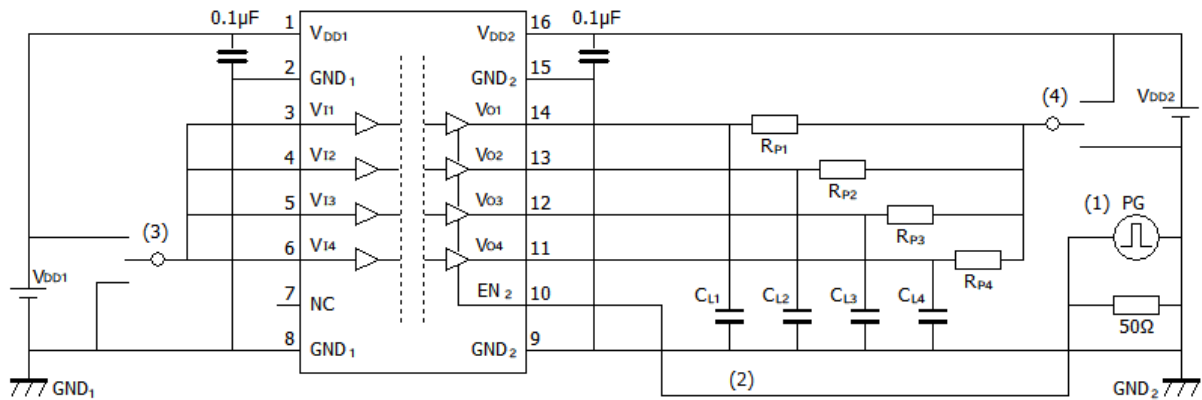 0.1µF
1
VDD1
VDD2
16
0.1µF
2
GND1
GND2
15
3
VI1
VO1
14
RP1
(4)
VDD2
4
VI2
VO2
13
RP2
5
VI3
VO3
12
RP3
(1)
PG
(3)
6
VI4
VO4
11
RP4
VDD1
7
NC
EN2
10
CL1
CL2
CL3
CL4
50Ω
8
GND1
GND2
9
(2)
GND1
GND2